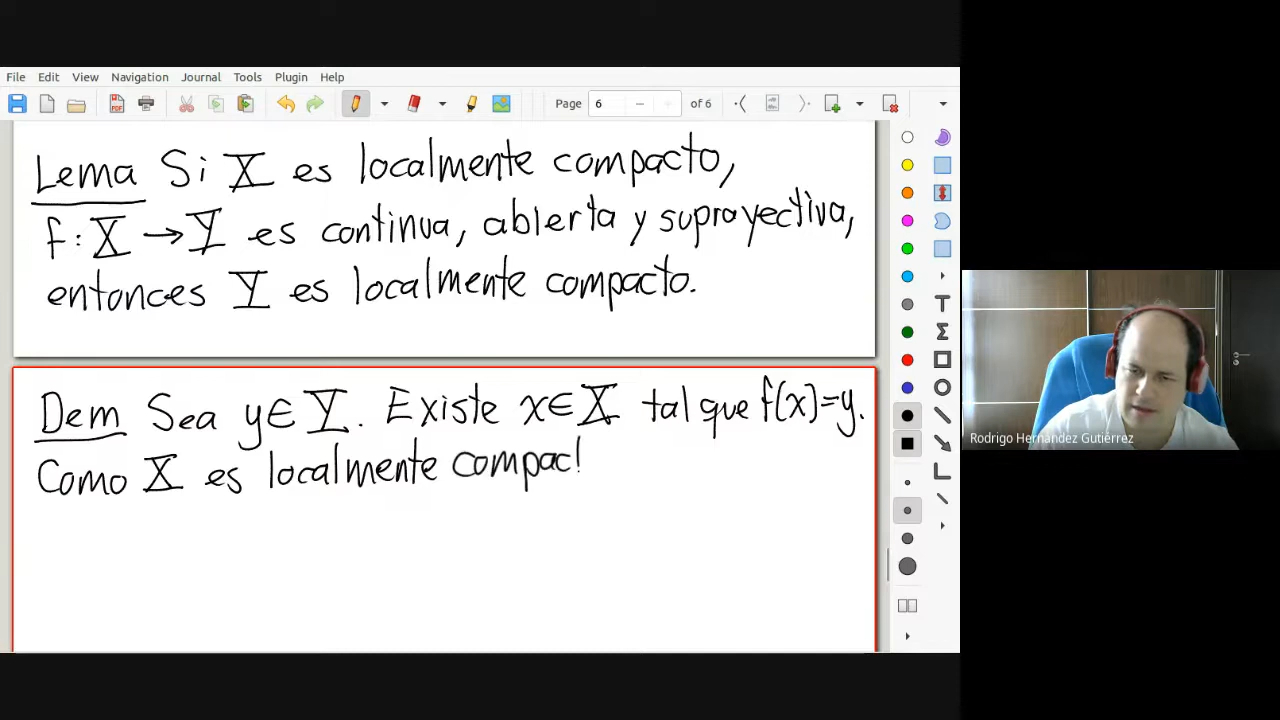 File Edit View Navigation Journal Tools Plugin Help
Page 6 of 6
Lema Si X es localmente compacto,
f: X → Y es continua, abierta y suprayectiva,
entonces Y es localmente compacto.
Dem Sea y ∈ Y. Existe x ∈ X tal que f(x)=y.
Como X es localmente compac
Rodrigo Hernández Gutiérrez